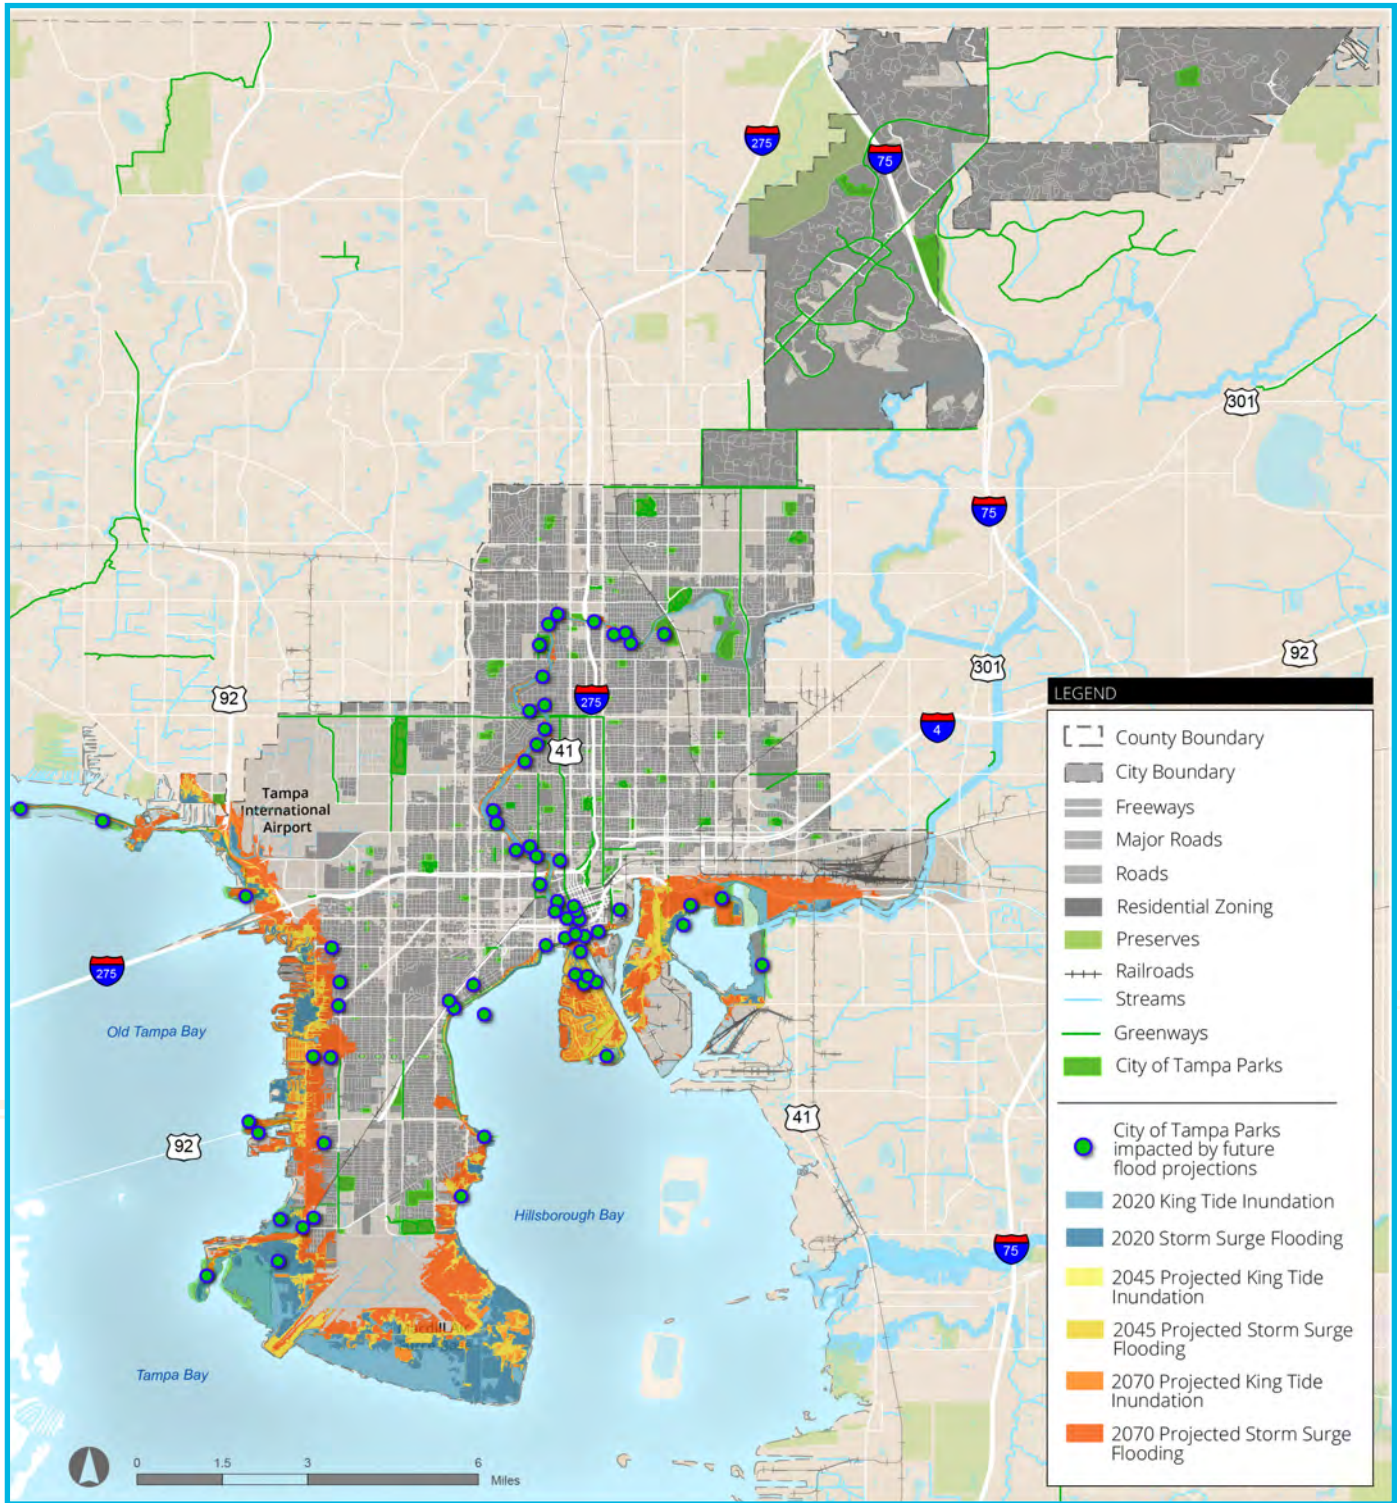 275
75
301
75
92
301
92
275
4
41
Tampa
International
Airport
275
Old Tampa Bay
92
41
Hillsborough Bay
75
Tampa Bay
0 1.5 3 6
Miles
LEGEND
County Boundary
City Boundary
Freeways
Major Roads
Roads
Residential Zoning
Preserves
Railroads
Streams
Greenways
City of Tampa Parks
City of Tampa Parks
impacted by future
flood projections
2020 King Tide Inundation
2020 Storm Surge Flooding
2045 Projected King Tide
Inundation
2045 Projected Storm Surge
Flooding
2070 Projected King Tide
Inundation
2070 Projected Storm Surge
Flooding